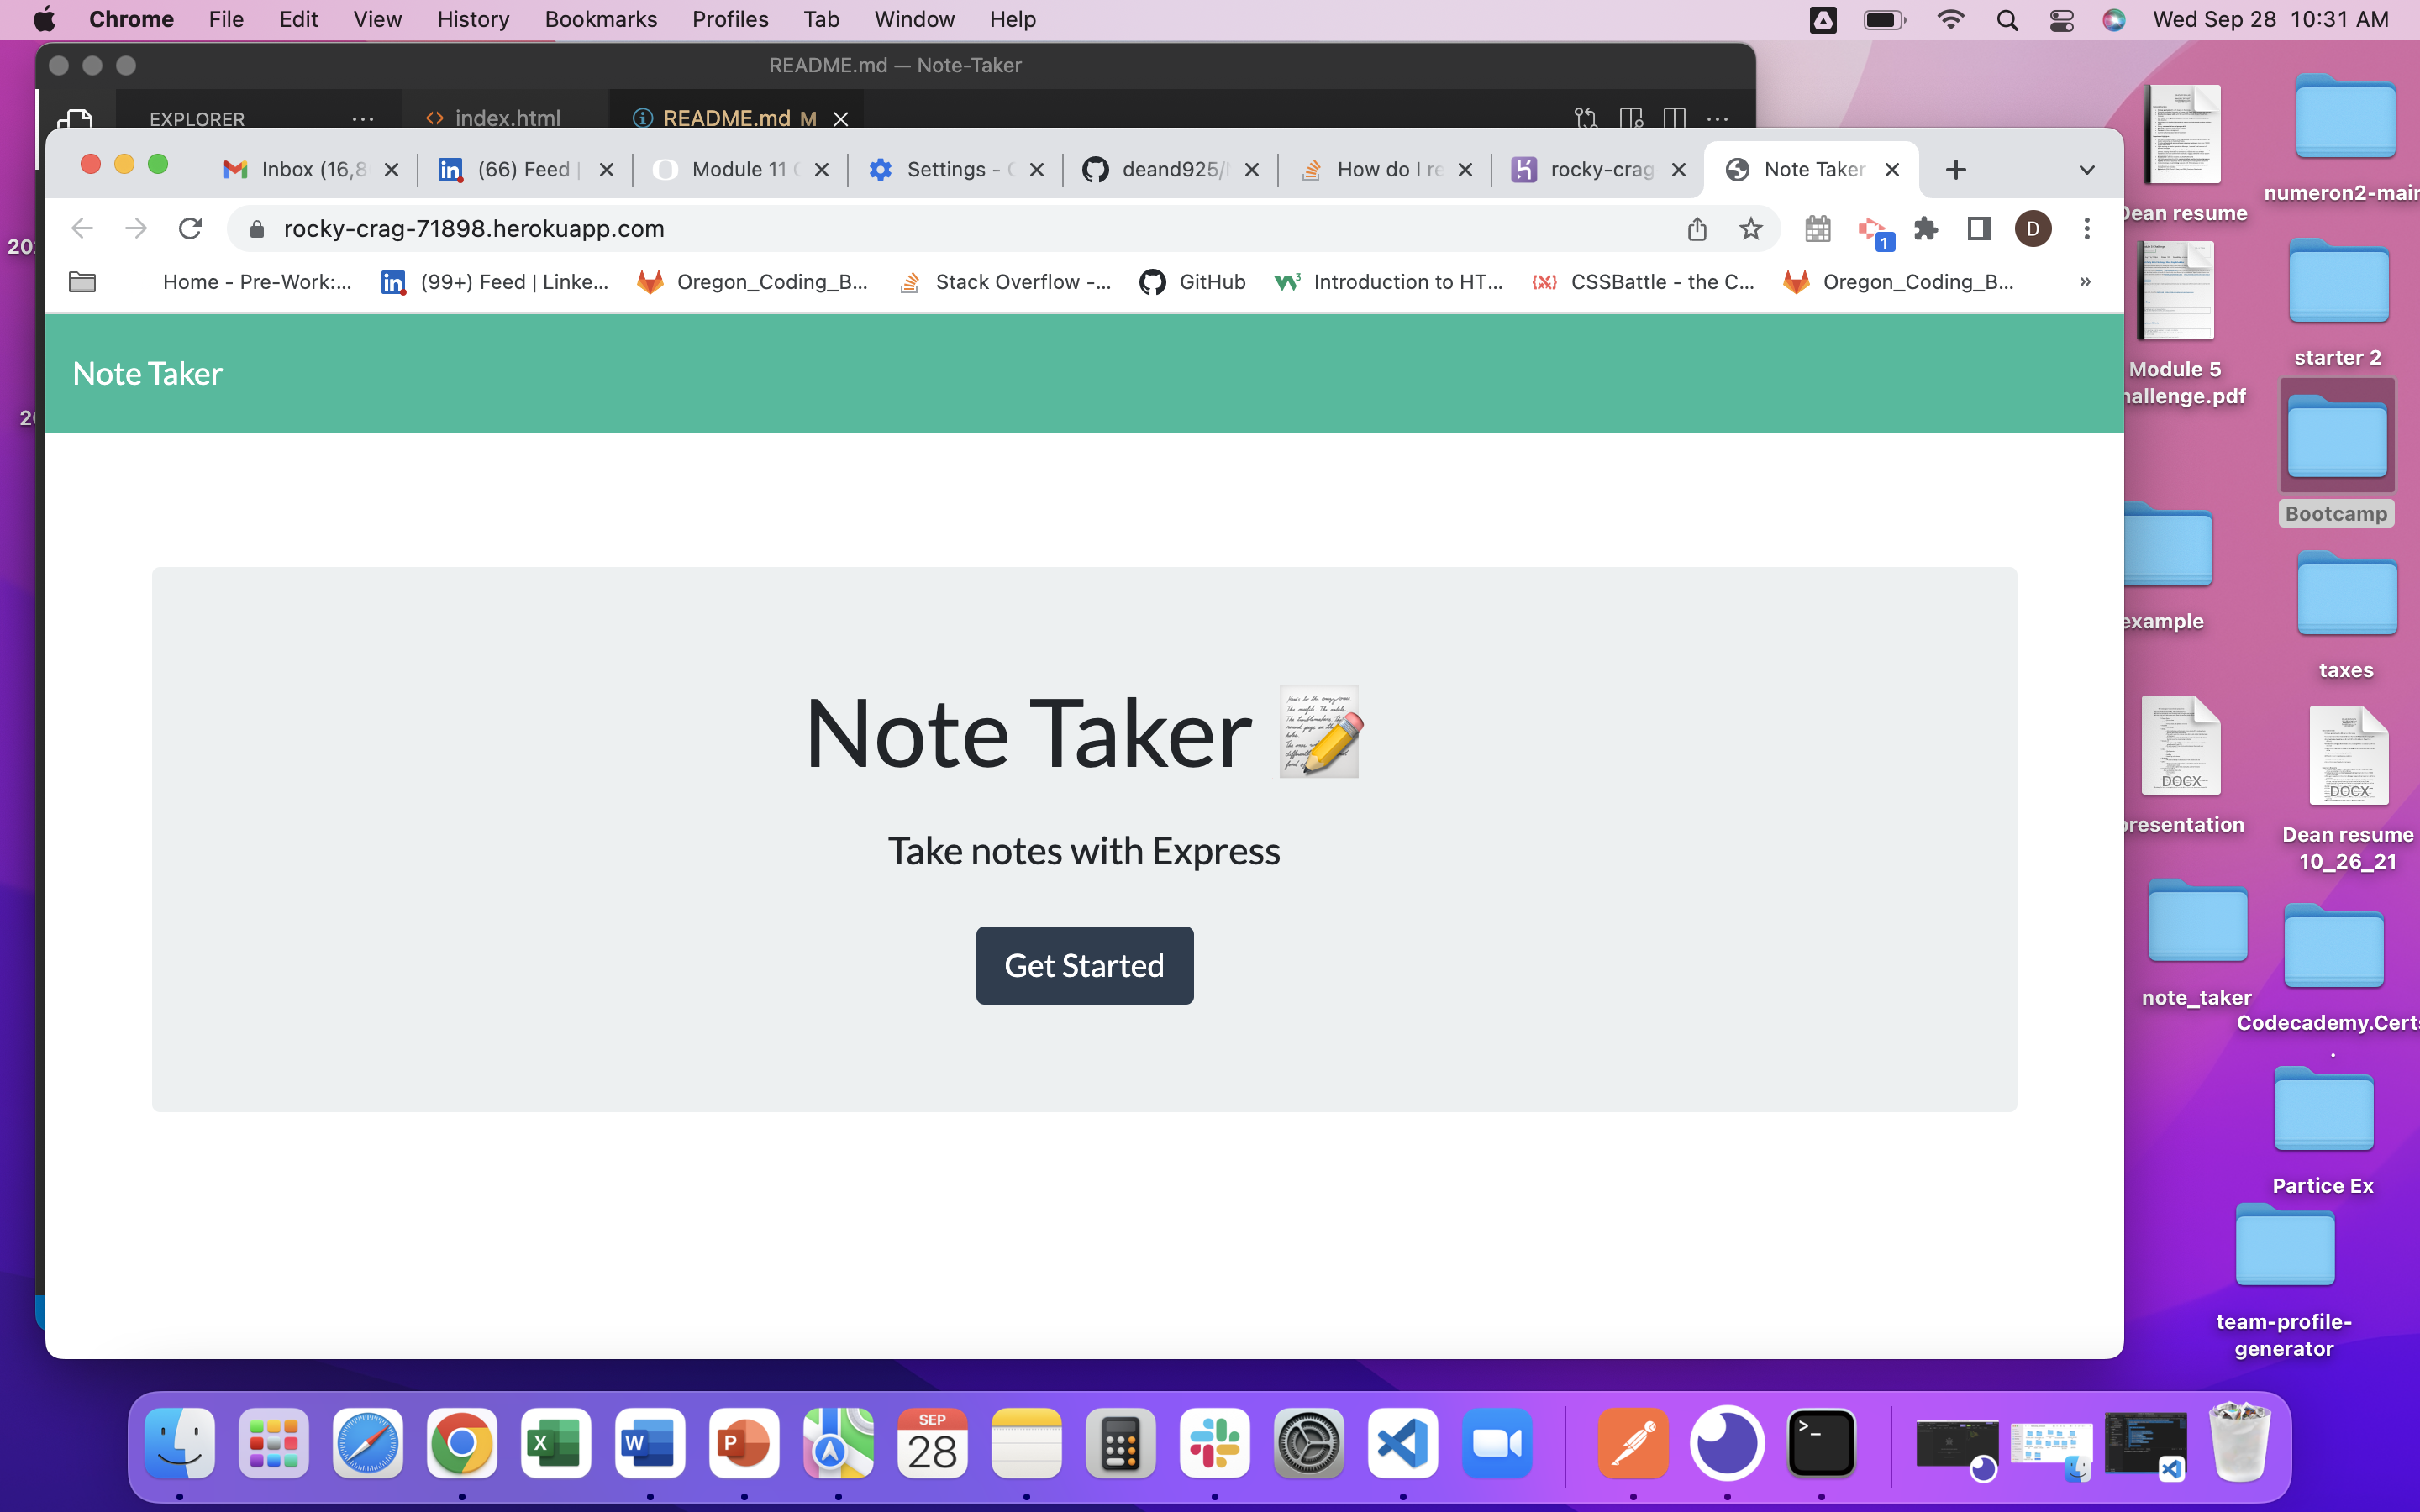 Chrome File Edit View History Bookmarks Profiles Tab Window Help Wed Sep 28 10:31 AM
README.md — Note-Taker
EXPLORER ... index.html README.md M
Inbox (16,8 (66) Feed | Module 11 Settings - deand925/ How do I re rocky-crag Note Taker
rocky-crag-71898.herokuapp.com 1 D
Home - Pre-Work:... (99+) Feed | Linke... Oregon_Coding_B... Stack Overflow -... GitHub Introduction to HT... CSSBattle - the C... Oregon_Coding_B... »
Note Taker
Note Taker
Take notes with Express
Get Started
Dean resume
numeron2-main
Module 5
hallenge.pdf
starter 2
Bootcamp
example
taxes
DOCX
presentation
DOCX
Dean resume
10_26_21
note_taker
Codecademy.Certs
.
Partice Ex
team-profile-
generator
SEP
28